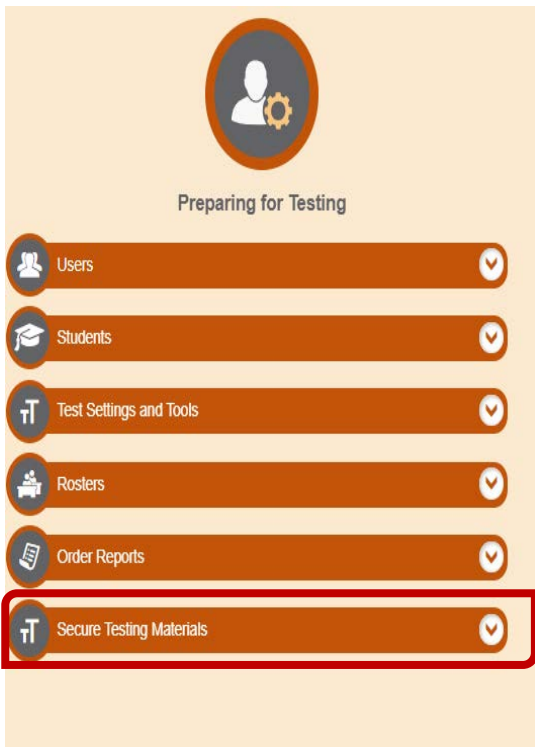 Preparing for Testing
Users
Students
Test Settings and Tools
Rosters
Order Reports
Secure Testing Materials